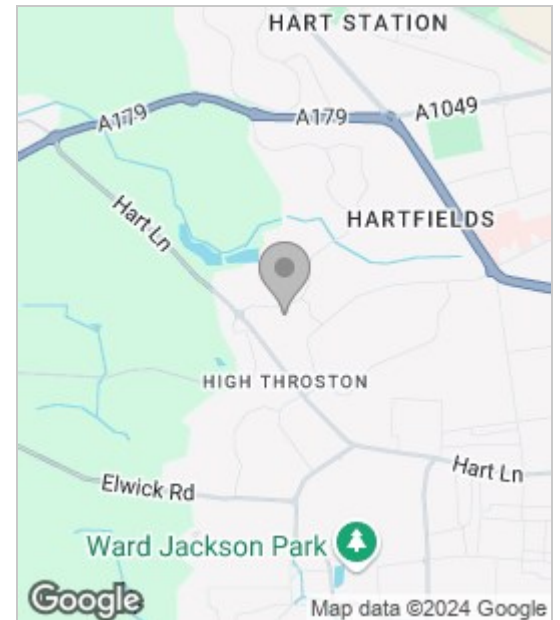 HART STATION
A179
A179
A1049
Hart Ln
HARTFIELDS
HIGH THROSTON
Hart Ln
Elwick Rd
Ward Jackson Park
Google
Map data ©2024 Google